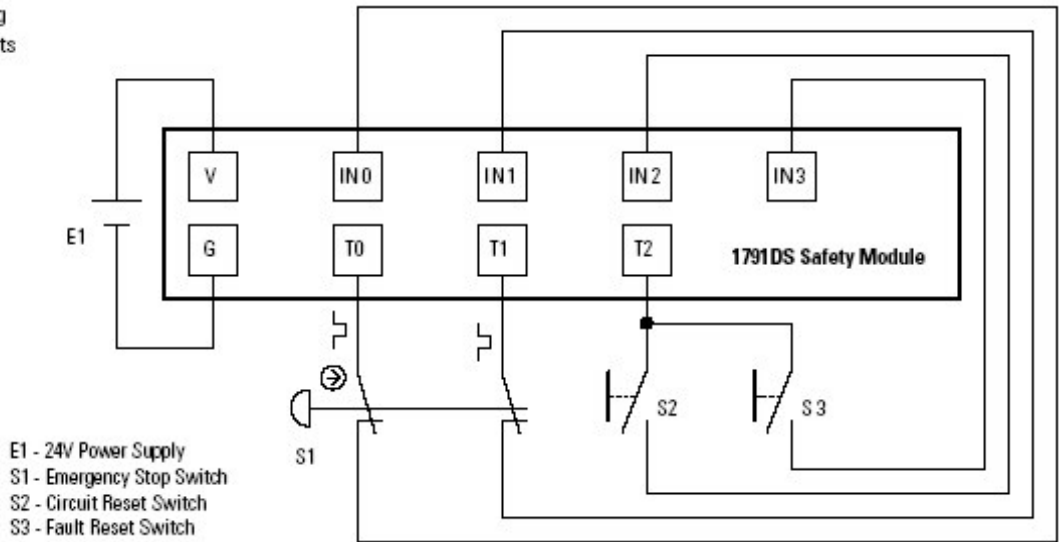 ts
V
IN0
IN1
IN2
IN3
E1
G
T0
T1
T2
1791DS Safety Module
S1
S2
S3
E1 - 24V Power Supply
S1 - Emergency Stop Switch
S2 - Circuit Reset Switch
S3 - Fault Reset Switch